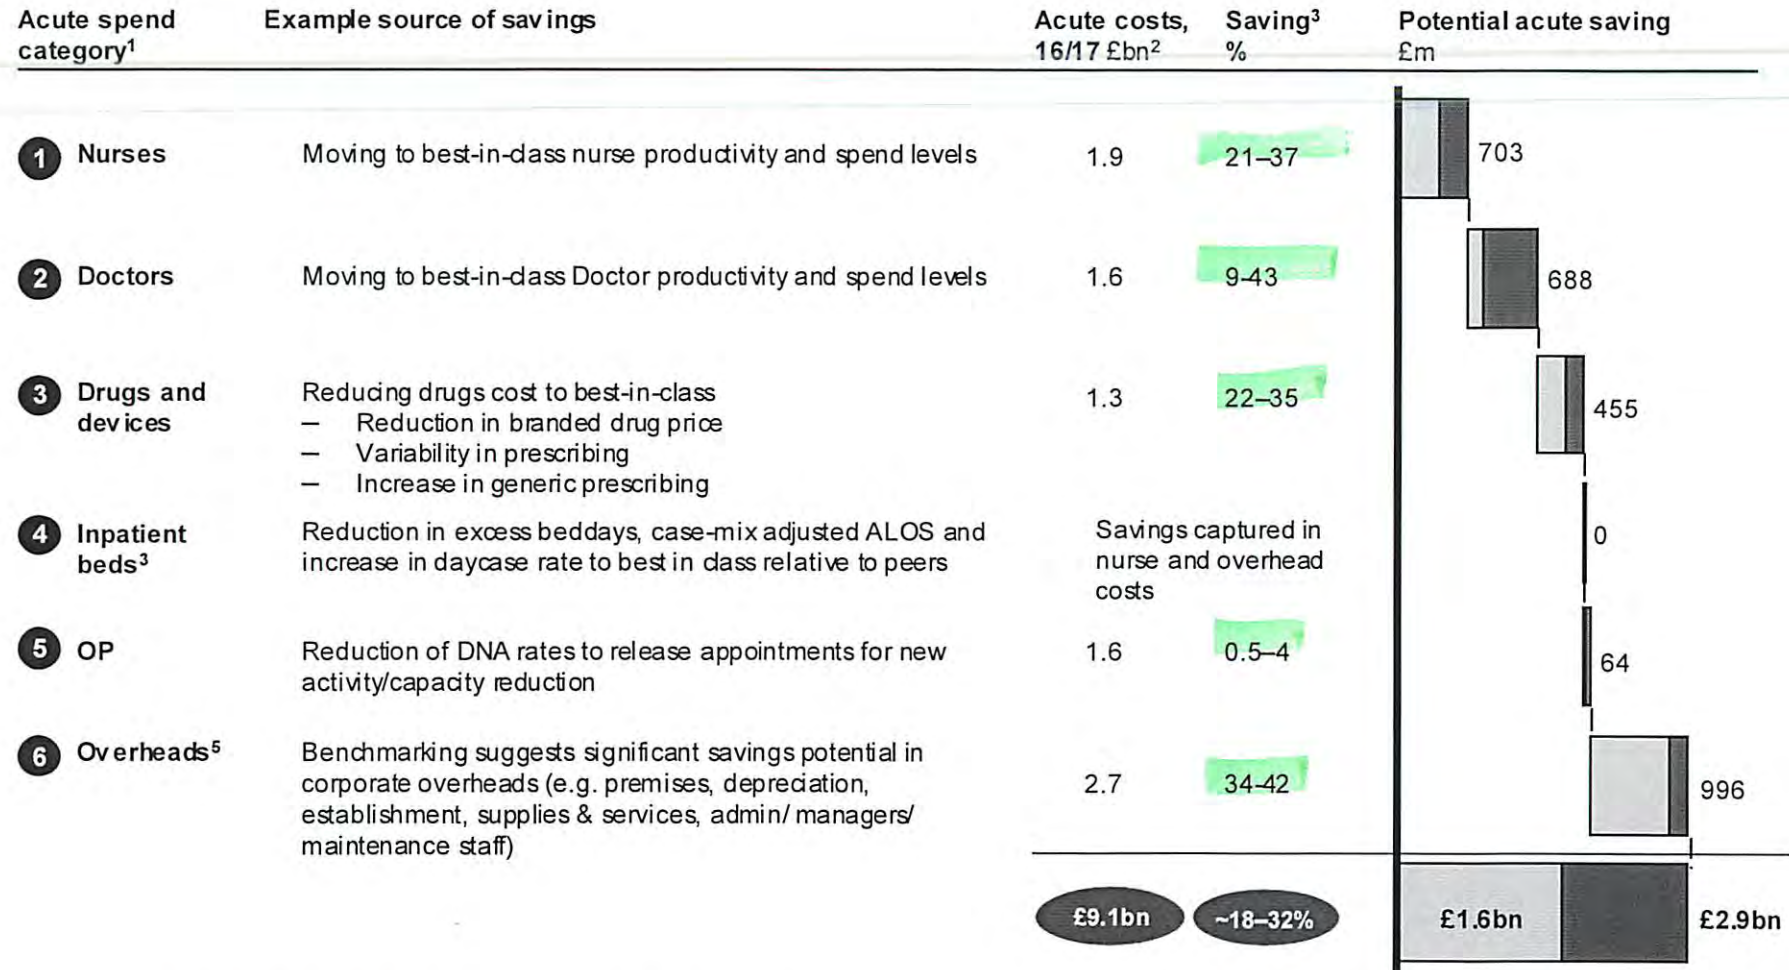 Acute spend category¹
Example source of savings
Acute costs, 16/17 £bn²
Saving³ %
Potential acute saving £m
1 Nurses
Moving to best-in-class nurse productivity and spend levels
1.9
21–37
703
2 Doctors
Moving to best-in-class Doctor productivity and spend levels
1.6
9-43
688
3 Drugs and devices
Reducing drugs cost to best-in-class
– Reduction in branded drug price
– Variability in prescribing
– Increase in generic prescribing
1.3
22–35
455
4 Inpatient beds³
Reduction in excess beddays, case-mix adjusted ALOS and
increase in daycase rate to best in class relative to peers
Savings captured in
nurse and overhead
costs
0
5 OP
Reduction of DNA rates to release appointments for new
activity/capacity reduction
1.6
0.5–4
64
6 Overheads⁵
Benchmarking suggests significant savings potential in
corporate overheads (e.g. premises, depreciation,
establishment, supplies & services, admin/ managers/
maintenance staff)
2.7
34-42
996
£9.1bn
~18–32%
£1.6bn
£2.9bn